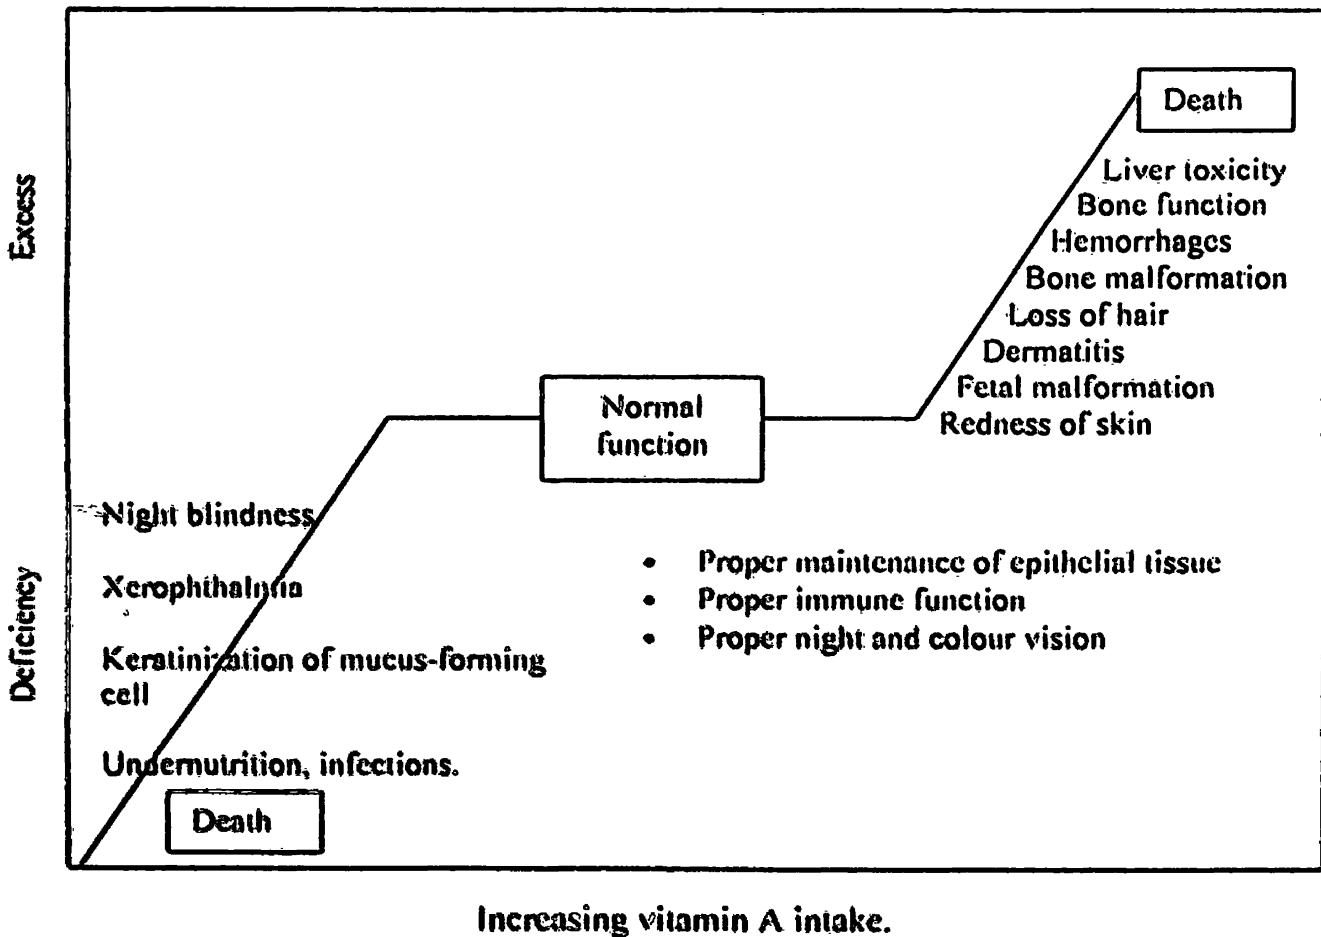 Excess
Death
Liver toxicity
Bone function
Hemorrhages
Bone malformation
Loss of hair
Dermatitis
Fetal malformation
Redness of skin
Normal
function
Deficiency
Night blindness
Xerophthalmia
Keratinization of mucus-forming
cell
Undernutrition, infections.
Death
• Proper maintenance of epithelial tissue
• Proper immune function
• Proper night and colour vision
Increasing vitamin A intake.